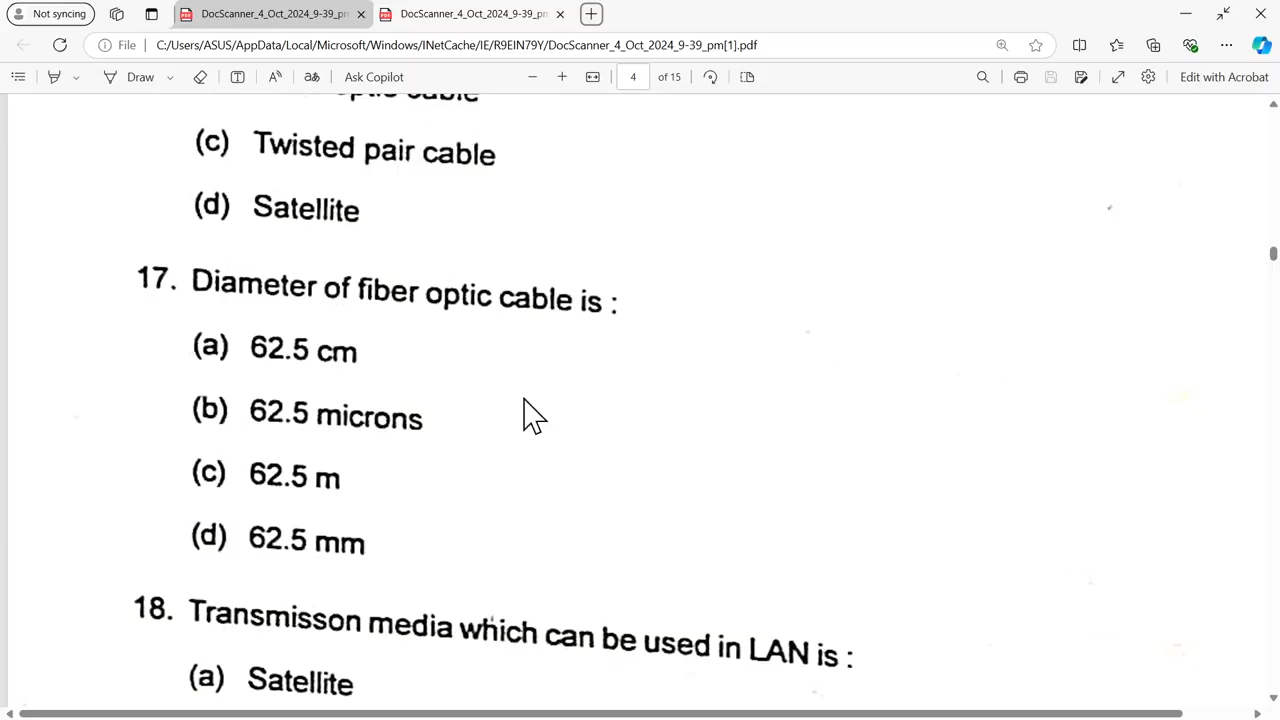 Not syncing
DocScanner_4_Oct_2024_9-39_pm
DocScanner_4_Oct_2024_9-39_pm
File
C:/Users/ASUS/AppData/Local/Microsoft/Windows/INetCache/IE/R9EIN79Y/DocScanner_4_Oct_2024_9-39_pm[1].pdf
Draw
Ask Copilot
4 of 15
Edit with Acrobat
optic cable
(c) Twisted pair cable
(d) Satellite
17. Diameter of fiber optic cable is :
(a) 62.5 cm
(b) 62.5 microns
(c) 62.5 m
(d) 62.5 mm
18. Transmisson media which can be used in LAN is :
(a) Satellite